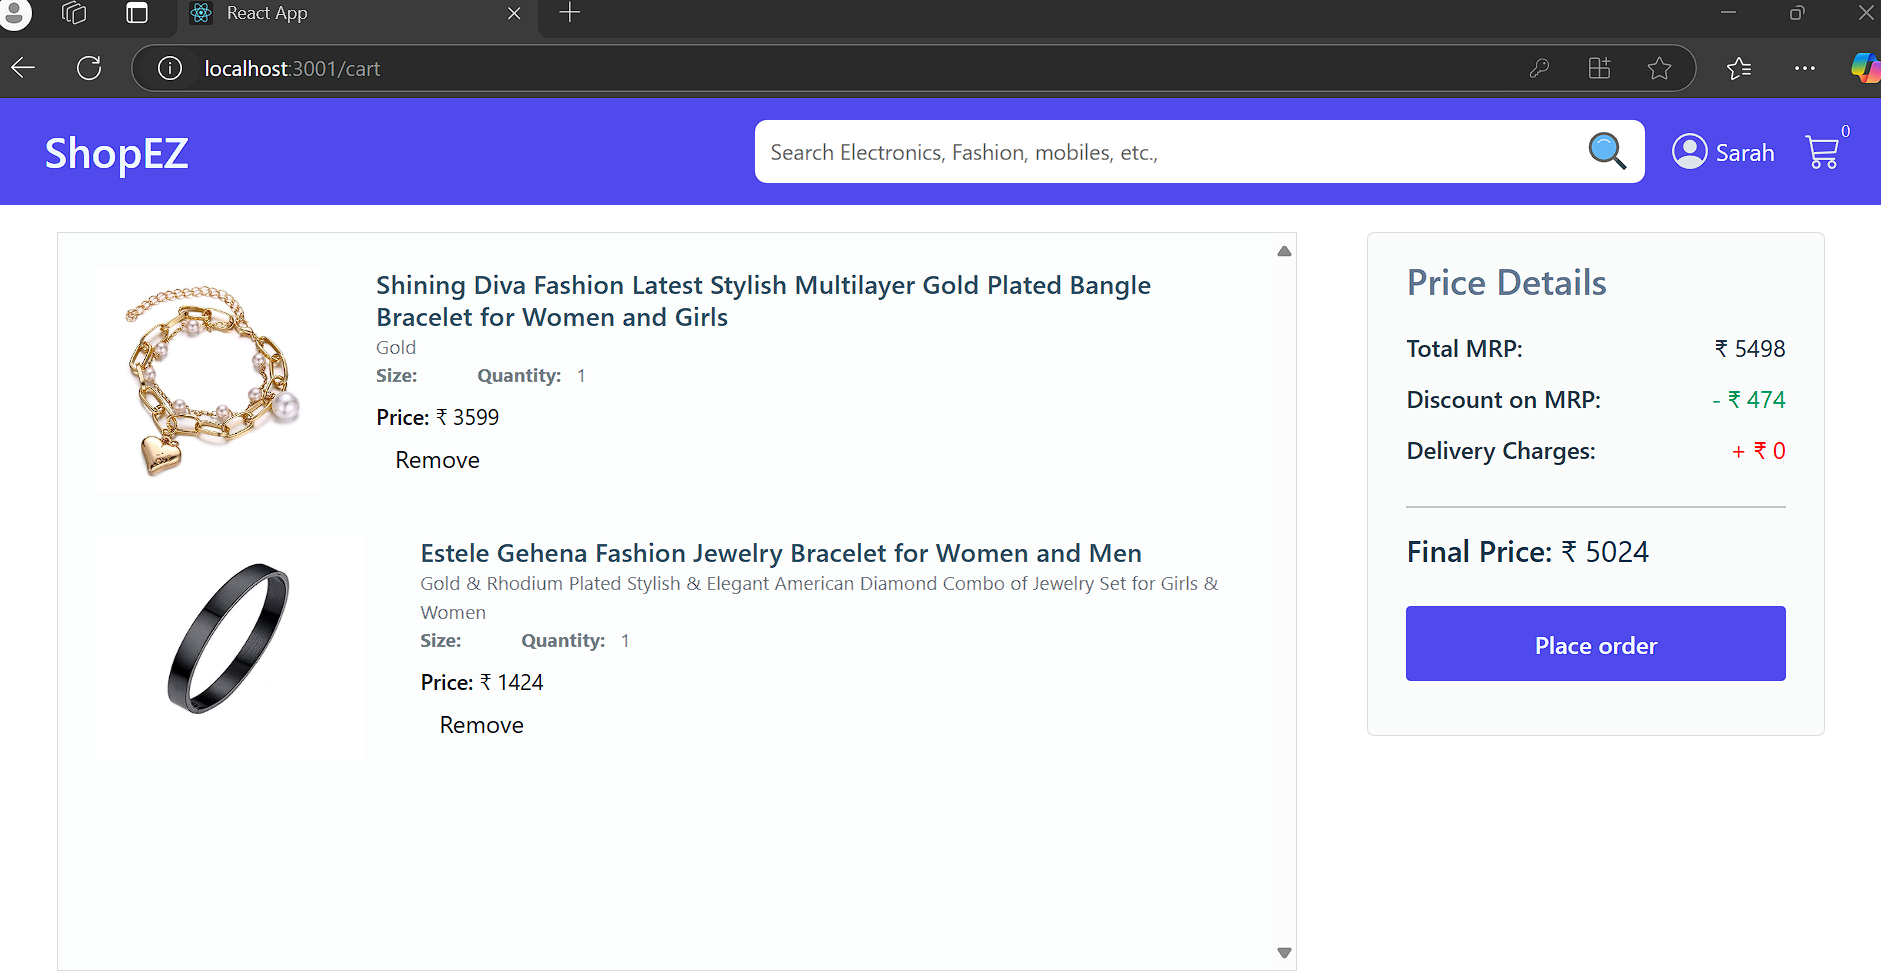 React App
localhost:3001/cart
ShopEZ
Search Electronics, Fashion, mobiles, etc.,
Sarah
0
Shining Diva Fashion Latest Stylish Multilayer Gold Plated Bangle
Bracelet for Women and Girls
Gold
Size: Quantity: 1
Price: ₹ 3599
Remove
Estele Gehena Fashion Jewelry Bracelet for Women and Men
Gold & Rhodium Plated Stylish & Elegant American Diamond Combo of Jewelry Set for Girls &
Women
Size: Quantity: 1
Price: ₹ 1424
Remove
Price Details
Total MRP: ₹ 5498
Discount on MRP: - ₹ 474
Delivery Charges: + ₹ 0
Final Price: ₹ 5024
Place order